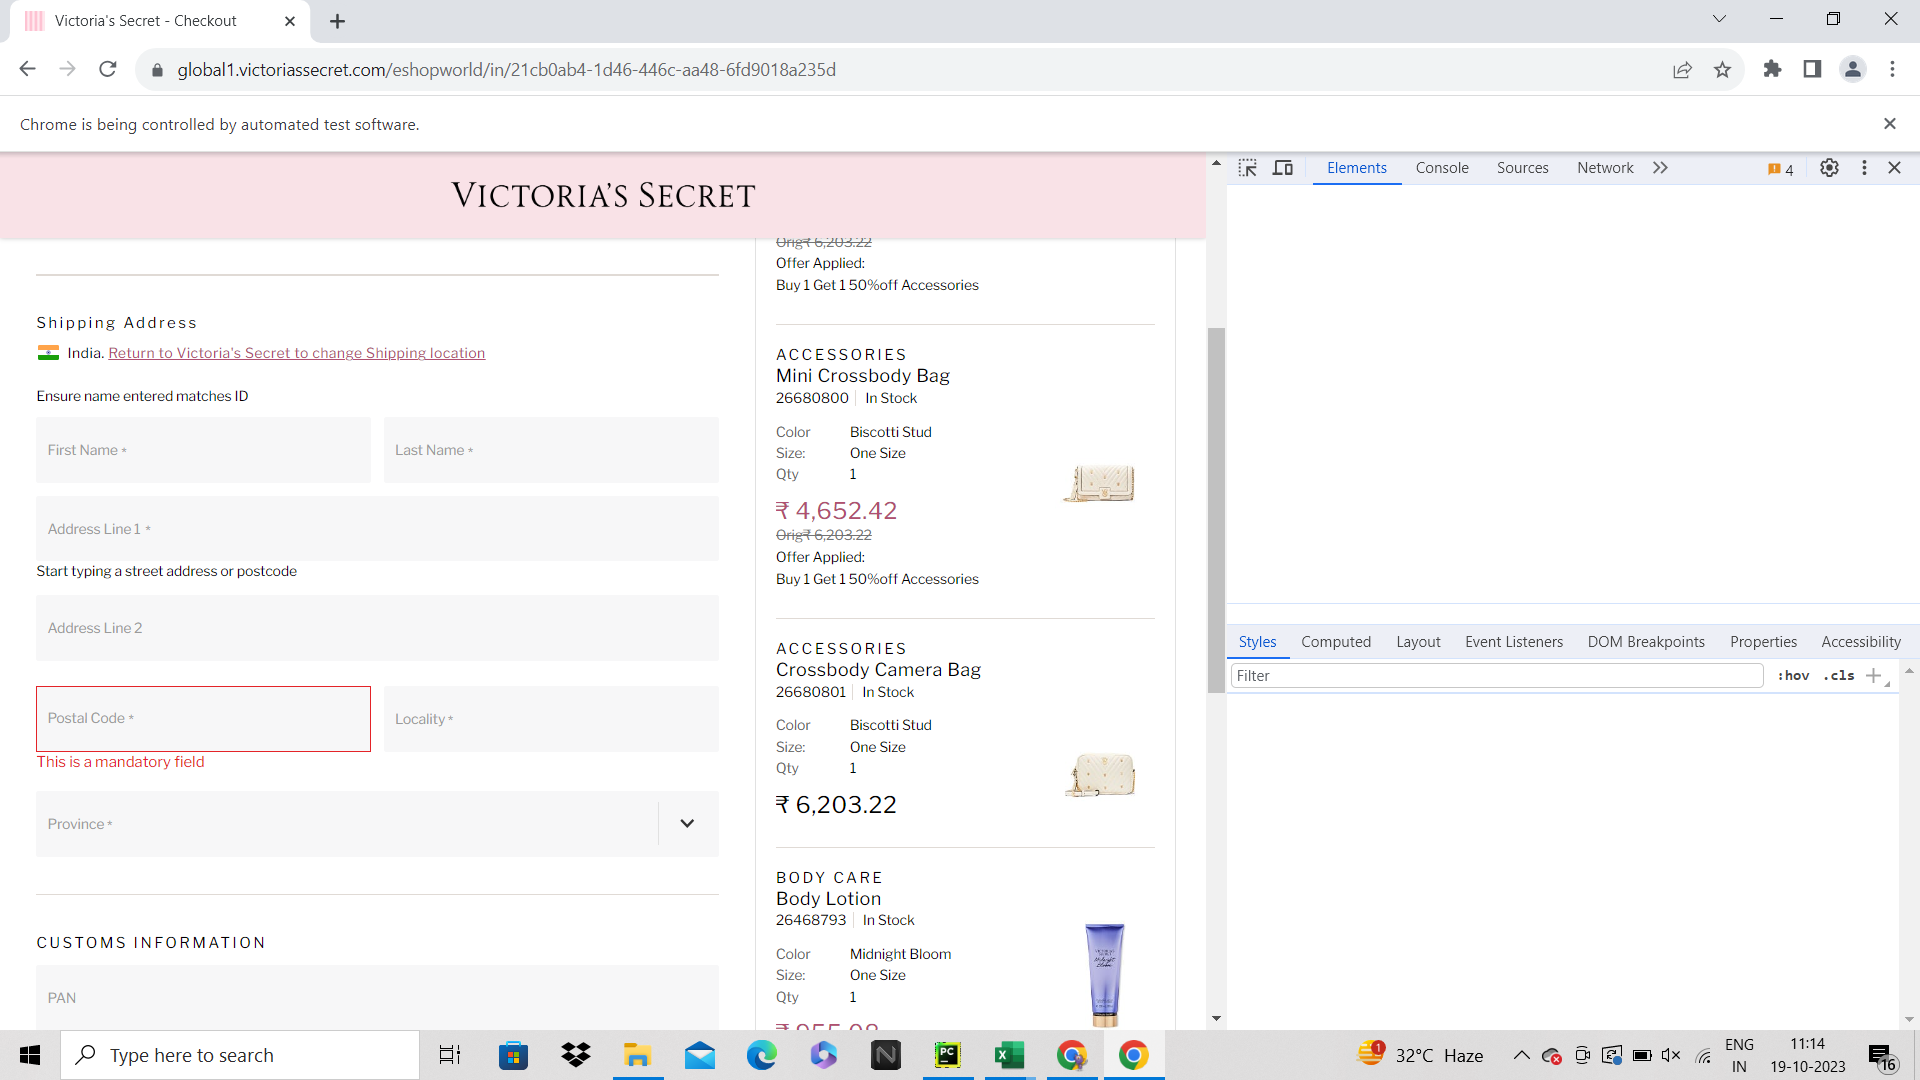 Victoria's Secret - Checkout
global1.victoriassecret.com/eshopworld/in/21cb0ab4-1d46-446c-aa48-6fd9018a235d
Chrome is being controlled by automated test software.
VICTORIA'S SECRET
Shipping Address
India. Return to Victoria's Secret to change Shipping location
Ensure name entered matches ID
First Name *
Last Name *
Address Line 1 *
Start typing a street address or postcode
Address Line 2
Postal Code *
Locality *
This is a mandatory field
Province *
CUSTOMS INFORMATION
PAN
Orig₹ 6,203.22
Offer Applied:
Buy 1 Get 1 50%off Accessories
ACCESSORIES
Mini Crossbody Bag
26680800 In Stock
Color Biscotti Stud
Size: One Size
Qty 1
₹ 4,652.42
Orig₹ 6,203.22
Offer Applied:
Buy 1 Get 1 50%off Accessories
ACCESSORIES
Crossbody Camera Bag
26680801 In Stock
Color Biscotti Stud
Size: One Size
Qty 1
₹ 6,203.22
BODY CARE
Body Lotion
26468793 In Stock
Color Midnight Bloom
Size: One Size
Qty 1
Elements Console Sources Network 4
Styles Computed Layout Event Listeners DOM Breakpoints Properties Accessibility
Filter :hov .cls
Type here to search
PC
1
32°C Haze
ENG
IN
11:14
19-10-2023
16